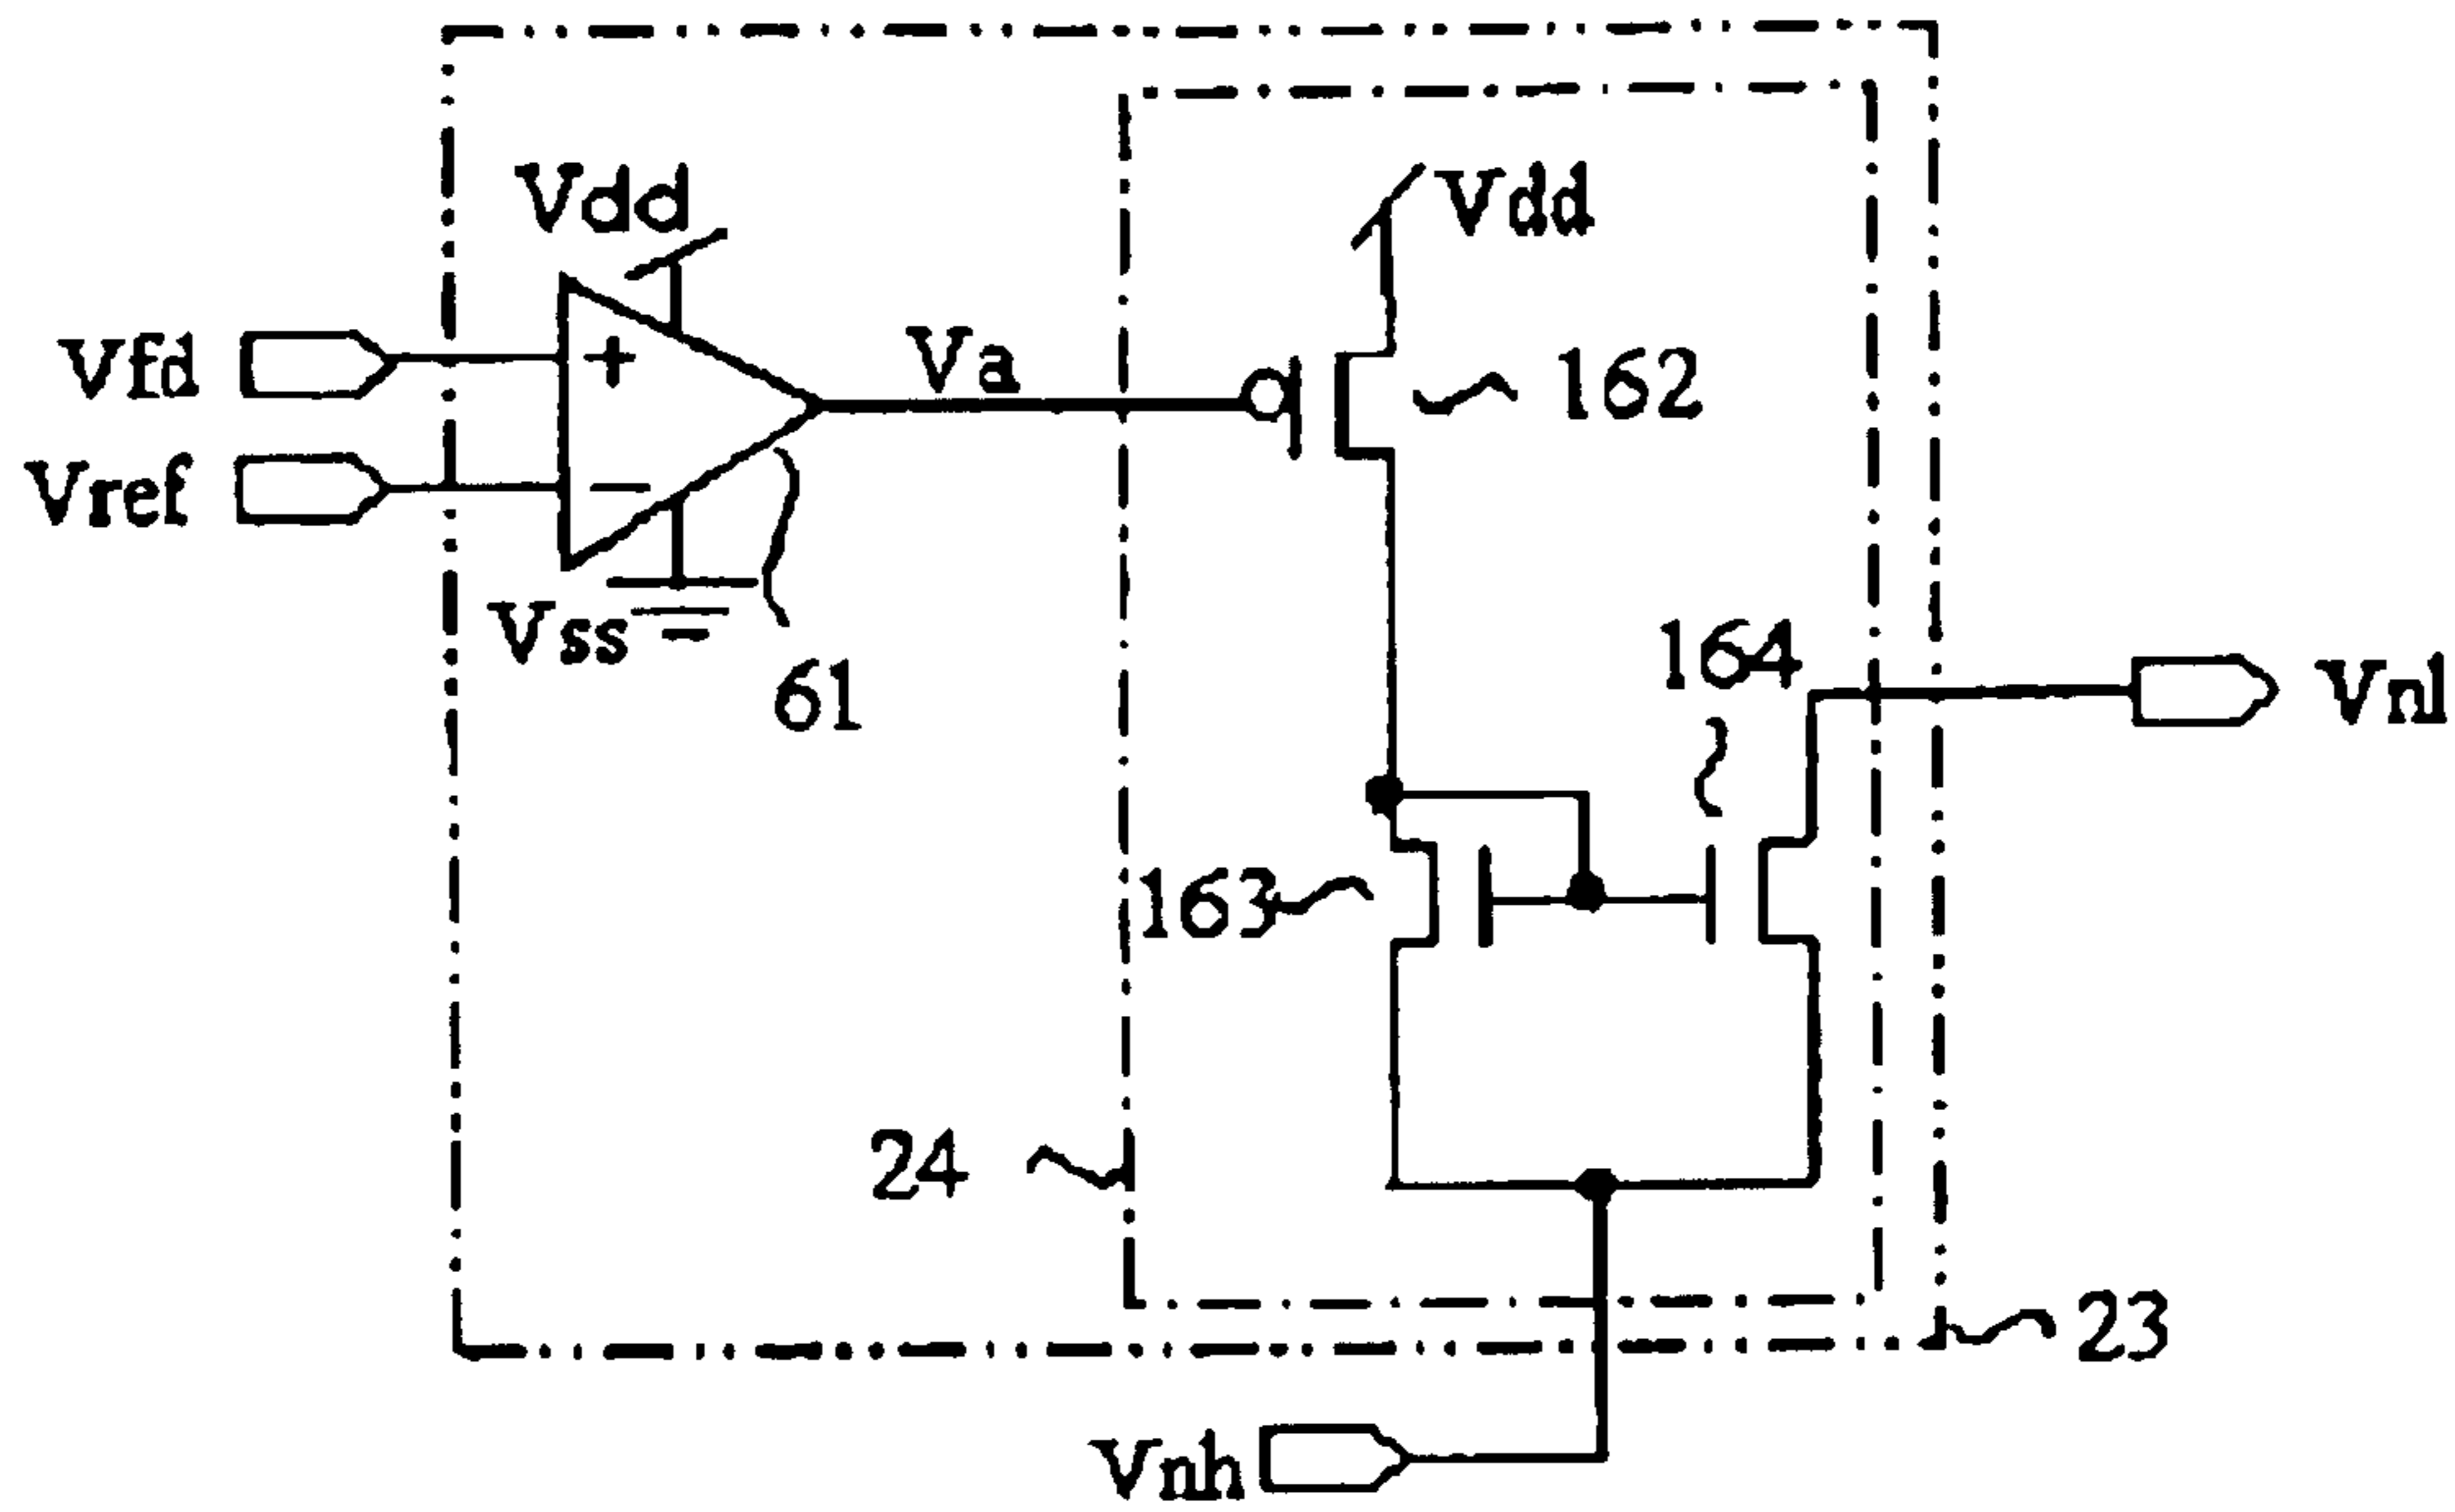 Vdd
Vdd
Vfd
+
Va
162
Vref
−
Vss
61
164
Vnl
163
24
23
Vnh